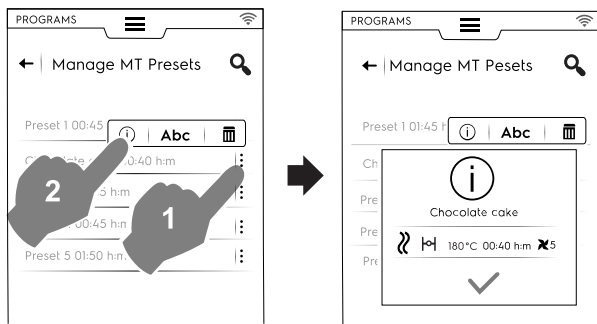 PROGRAMS
Manage MT Presets
Preset 1 00:45
Abc
0:40 h:m
2
5 h:m
1
00:45 h:m
Preset 5 01:50 h:m
PROGRAMS
Manage MT Pesets
Preset 1 01:45 h
Abc
Ch
Pre
Pre
Pre
i
Chocolate cake
180°C 00:40 h:m 5